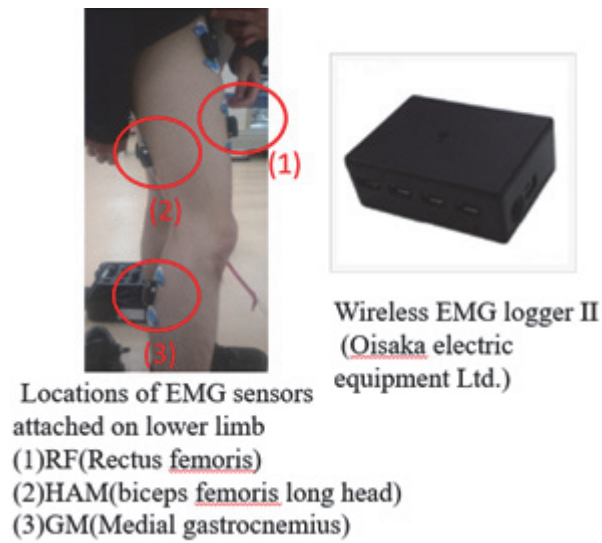 (1)
(2)
(3)
Wireless EMG logger II
(Oisaka electric
equipment Ltd.)
Locations of EMG sensors
attached on lower limb
(1)RF(Rectus femoris)
(2)HAM(biceps femoris long head)
(3)GM(Medial gastrocnemius)